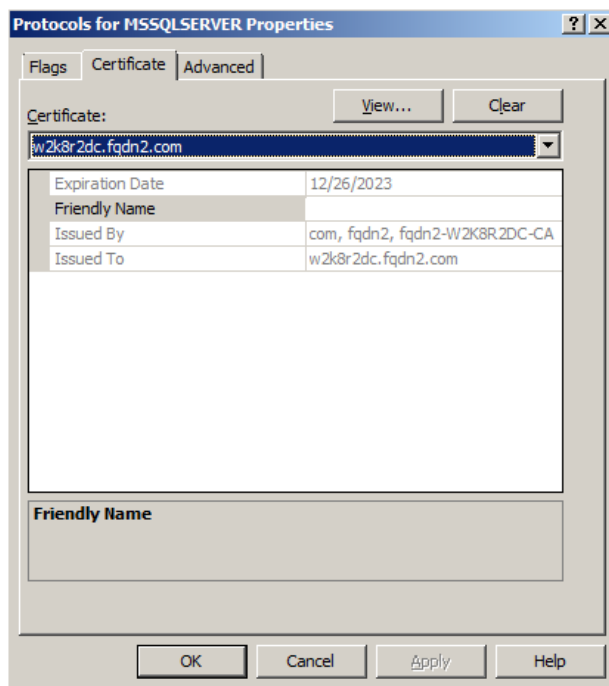 Protocols for MSSQLSERVER Properties
Flags Certificate Advanced
View... Clear
Certificate:
w2k8r2dc.fqdn2.com
Expiration Date 12/26/2023
Friendly Name
Issued By com, fqdn2, fqdn2-W2K8R2DC-CA
Issued To w2k8r2dc.fqdn2.com
Friendly Name
OK Cancel Apply Help